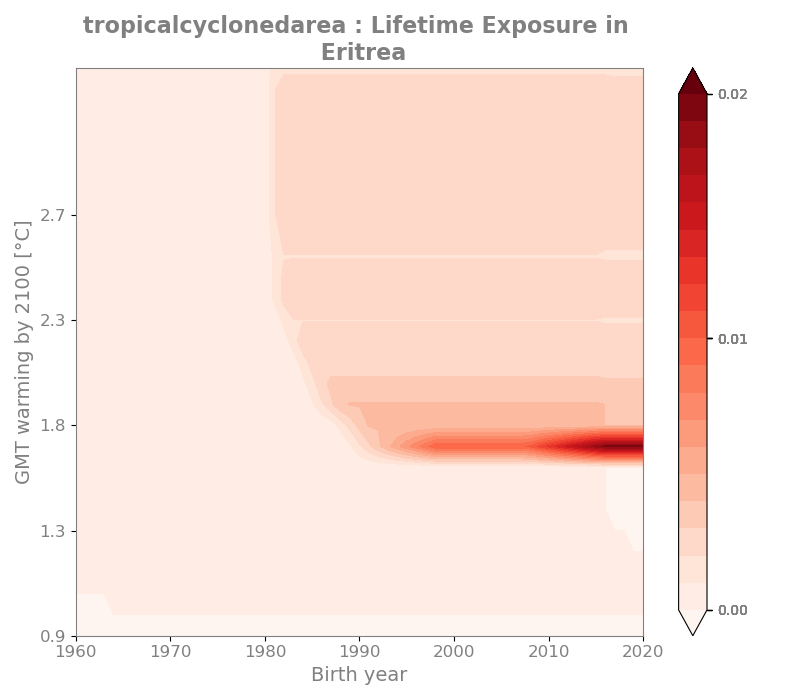 tropicalcyclonedarea : Lifetime Exposure in
Eritrea
GMT warming by 2100 [°C]
2.7
2.3
1.8
1.3
0.9
1960 1970 1980 1990 2000 2010 2020
Birth year
0.02
0.01
0.00